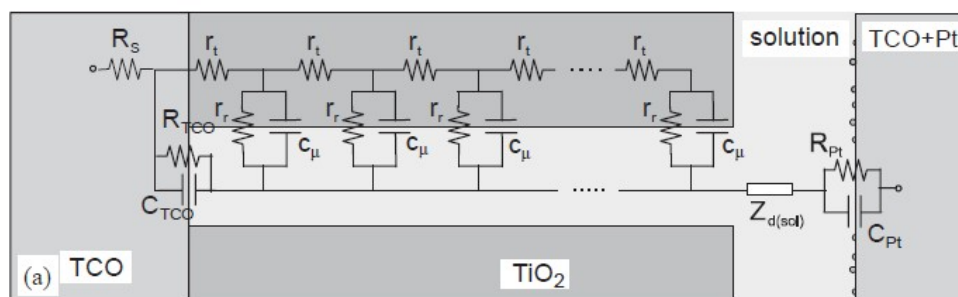 R_S
r_t r_t r_t r_t r_t
solution
TCO+Pt
R_TCO
r_r r_r r_r r_r
c_μ c_μ c_μ c_μ
C_TCO
R_Pt
Z_d(sol)
C_Pt
(a) TCO
TiO₂